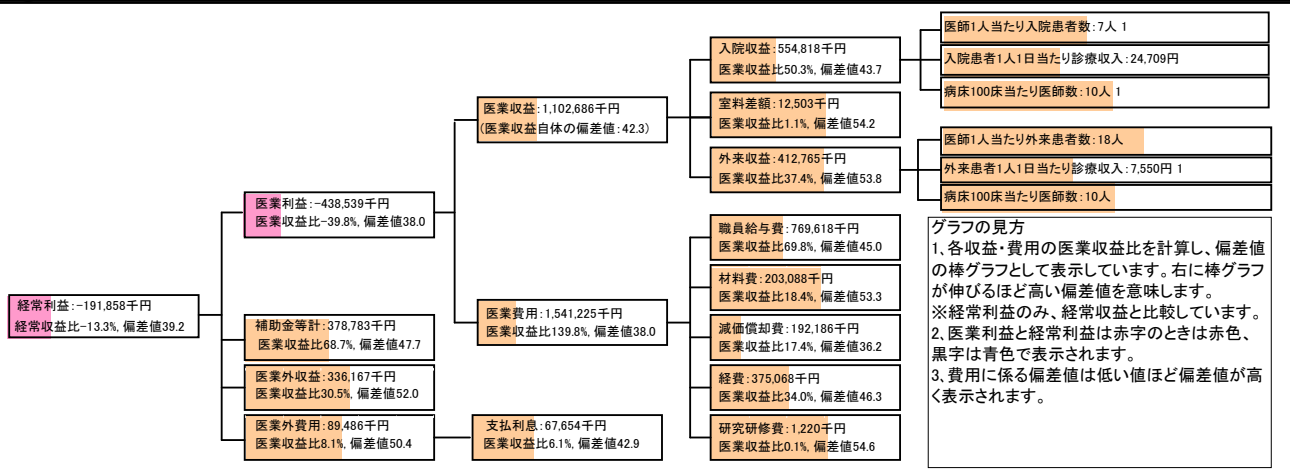 経常利益:-191,858千円
経常収益比-13.3%, 偏差値39.2
医業利益:-438,539千円
医業収益比-39.8%, 偏差値38.0
補助金等計:378,783千円
医業収益比68.7%, 偏差値47.7
医業外収益:336,167千円
医業収益比30.5%, 偏差値52.0
医業外費用:89,486千円
医業収益比8.1%, 偏差値50.4
医業収益:1,102,686千円
(医業収益自体の偏差値:42.3)
医業費用:1,541,225千円
医業収益比139.8%, 偏差値38.0
支払利息:67,654千円
医業収益比6.1%, 偏差値42.9
入院収益:554,818千円
医業収益比50.3%, 偏差値43.7
室料差額:12,503千円
医業収益比1.1%, 偏差値54.2
外来収益:412,765千円
医業収益比37.4%, 偏差値53.8
職員給与費:769,618千円
医業収益比69.8%, 偏差値45.0
材料費:203,088千円
医業収益比18.4%, 偏差値53.3
減価償却費:192,186千円
医業収益比17.4%, 偏差値36.2
経費:375,068千円
医業収益比34.0%, 偏差値46.3
研究研修費:1,220千円
医業収益比0.1%, 偏差値54.6
医師1人当たり入院患者数:7人 1
入院患者1人1日当たり診療収入:24,709円
病床100床当たり医師数:10人 1
医師1人当たり外来患者数:18人
外来患者1人1日当たり診療収入:7,550円 1
病床100床当たり医師数:10人
グラフの見方
1、各収益・費用の医業収益比を計算し、偏差値
の棒グラフとして表示しています。右に棒グラフ
が伸びるほど高い偏差値を意味します。
※経常利益のみ、経常収益と比較しています。
2、医業利益と経常利益は赤字のときは赤色、
黒字は青色で表示されます。
3、費用に係る偏差値は低い値ほど偏差値が高
く表示されます。